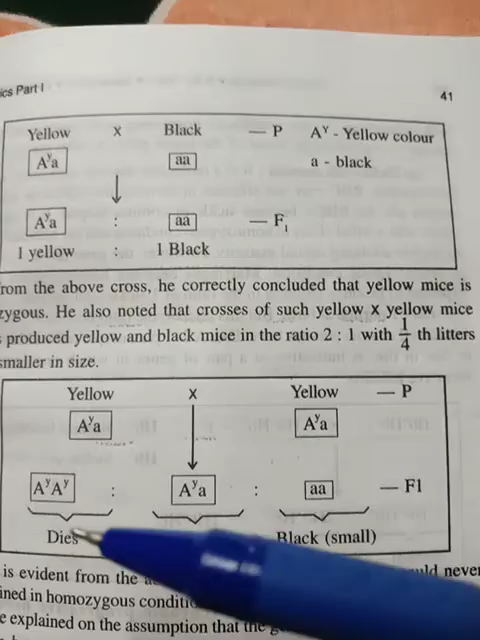 ics Part I
41
Yellow x Black — P Aʸ - Yellow colour
Aʸa aa a - black
Aʸa : aa — F₁
1 yellow : 1 Black
from the above cross, he correctly concluded that yellow mice is
zygous. He also noted that crosses of such yellow x yellow mice
produced yellow and black mice in the ratio 2 : 1 with 1/4 th litters
smaller in size.
Yellow x Yellow — P
Aʸa Aʸa
AʸAʸ : Aʸa : aa — F1
Dies Black (small)
is evident from the
uld never
ined in homozygous
explained on the assumption that the